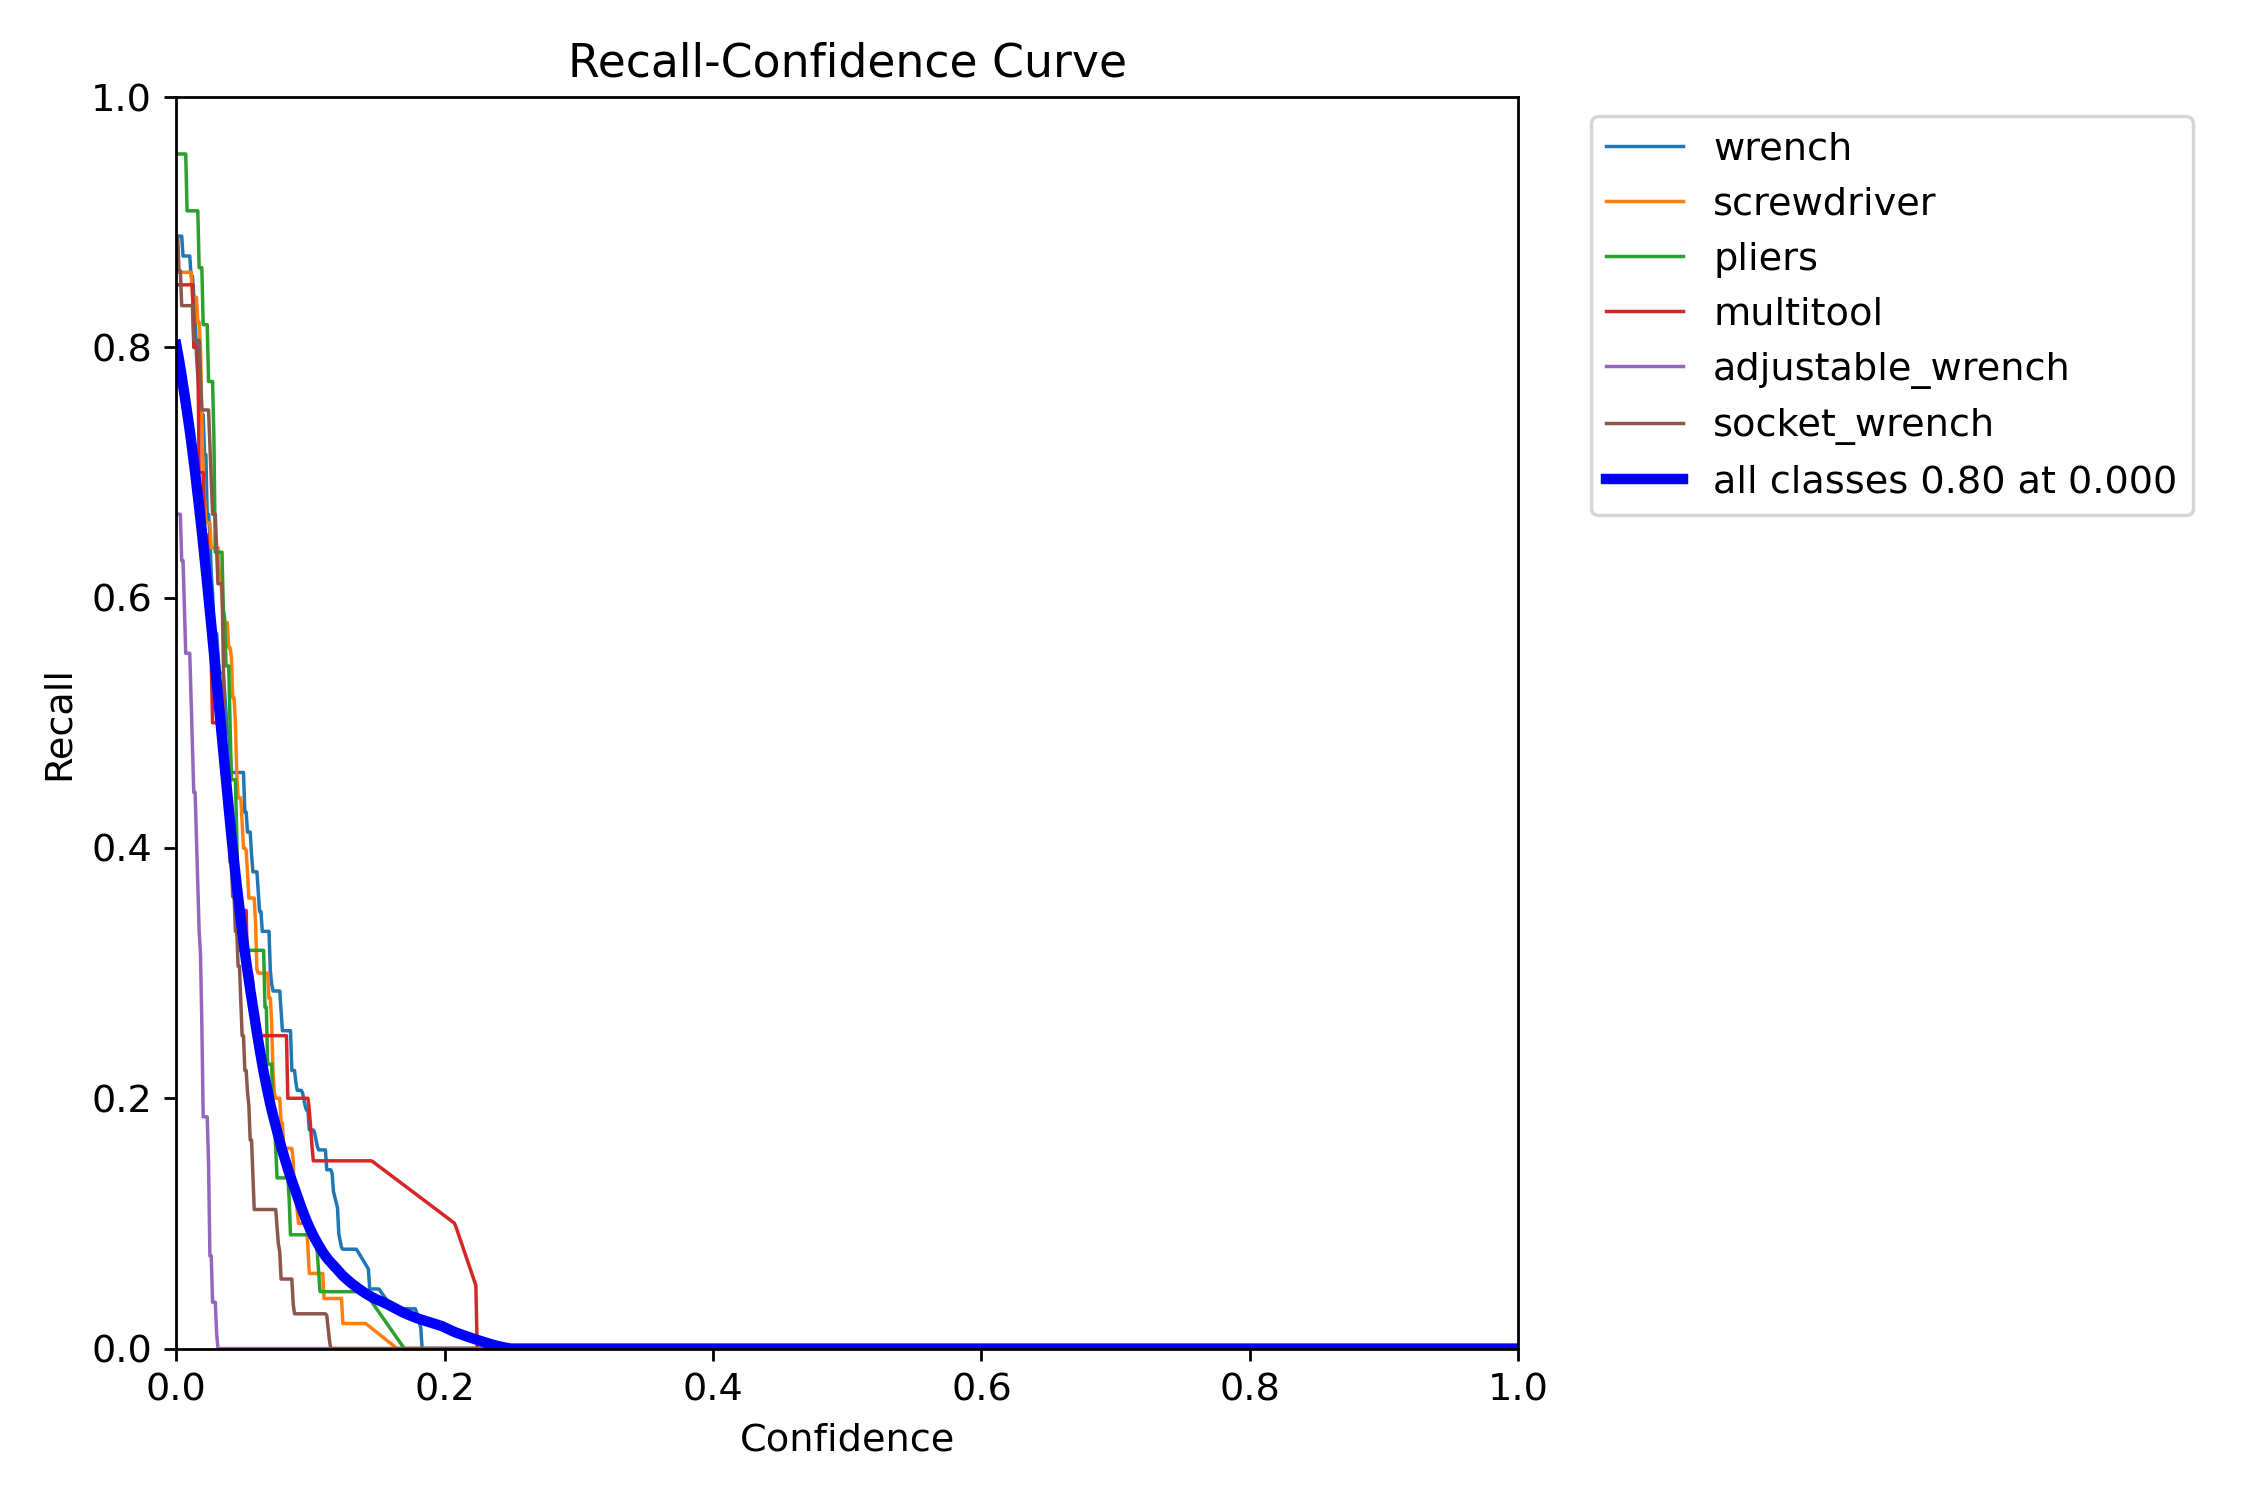 Recall-Confidence Curve
1.0
0.8
0.6
0.4
0.2
0.0
Recall
0.0 0.2 0.4 0.6 0.8 1.0
Confidence
wrench
screwdriver
pliers
multitool
adjustable_wrench
socket_wrench
all classes 0.80 at 0.000